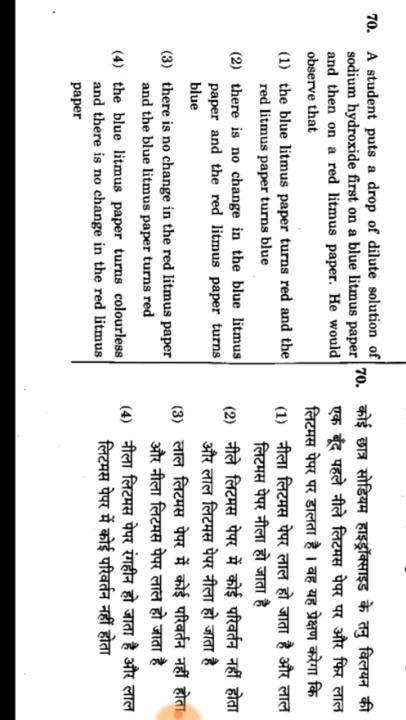 70. A student puts a drop of dilute solution of
sodium hydroxide first on a blue litmus paper
and then on a red litmus paper. He would
observe that
(1) the blue litmus paper turns red and the
red litmus paper turns blue
(2) there is no change in the blue litmus
paper and the red litmus paper turns
blue
(3) there is no change in the red litmus paper
and the blue litmus paper turns red
(4) the blue litmus paper turns colourless
and there is no change in the red litmus
paper
70. कोई छात्र सोडियम हाइड्रॉक्साइड के तनु विलयन की
एक बूँद पहले नीले लिटमस पेपर पर और फिर लाल
लिटमस पेपर पर डालता है । वह यह प्रेक्षण करेगा कि
(1) नीला लिटमस पेपर लाल हो जाता है और लाल
लिटमस पेपर नीला हो जाता है
(2) नीले लिटमस पेपर में कोई परिवर्तन नहीं होता
और लाल लिटमस पेपर नीला हो जाता है
(3) लाल लिटमस पेपर में कोई परिवर्तन नहीं होता
और नीला लिटमस पेपर लाल हो जाता है
(4) नीला लिटमस पेपर रंगहीन हो जाता है और लाल
लिटमस पेपर में कोई परिवर्तन नहीं होता